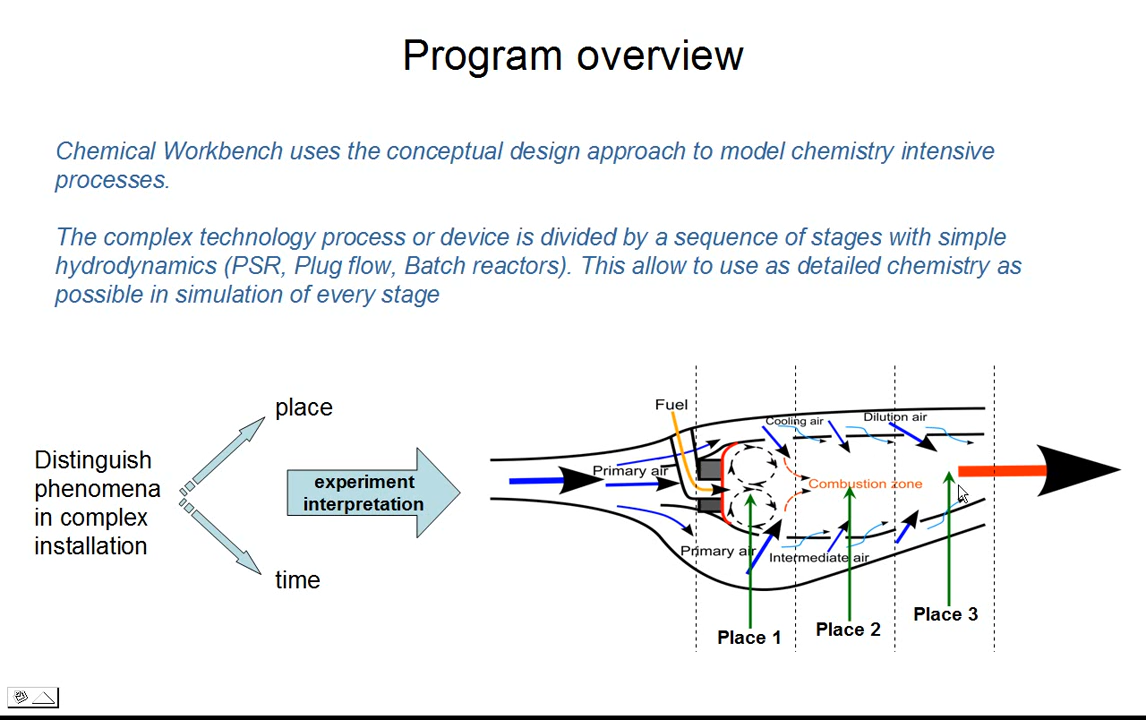 Program overview
Chemical Workbench uses the conceptual design approach to model chemistry intensive
processes.
The complex technology process or device is divided by a sequence of stages with simple
hydrodynamics (PSR, Plug flow, Batch reactors). This allow to use as detailed chemistry as
possible in simulation of every stage
place
Distinguish
phenomena
in complex
installation
time
experiment
interpretation
Fuel
Cooling air
Dilution air
Primary air
Combustion zone
Primary air
Intermediate air
Place 1
Place 2
Place 3